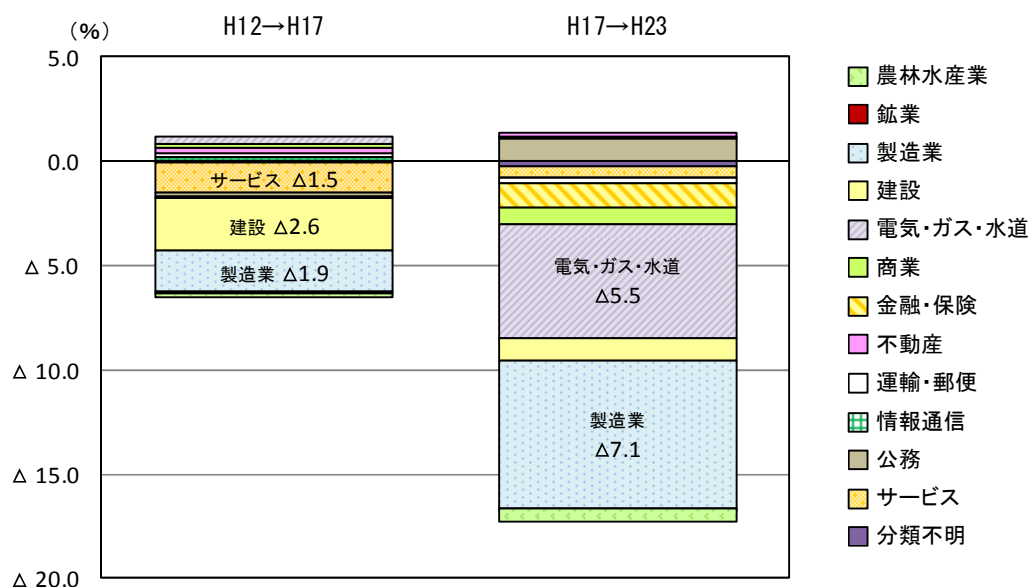 (%)
H12→H17
H17→H23
5.0
0.0
△ 5.0
△ 10.0
△ 15.0
△ 20.0
サービス △1.5
建設 △2.6
製造業 △1.9
電気・ガス・水道
△5.5
製造業
△7.1
農林水産業
鉱業
製造業
建設
電気・ガス・水道
商業
金融・保険
不動産
運輸・郵便
情報通信
公務
サービス
分類不明